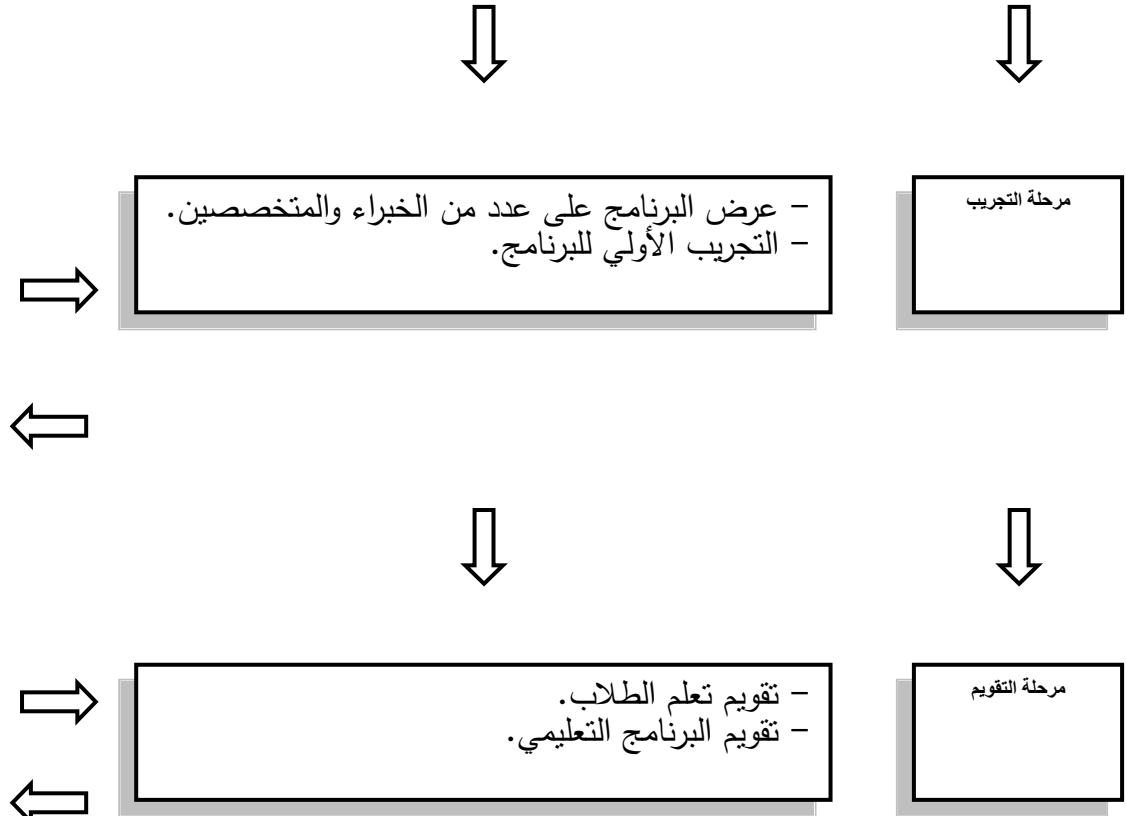 مرحلة التجريب
- عرض البرنامج على عدد من الخبراء والمتخصصين.
- التجريب الأولي للبرنامج.
مرحلة التقويم
- تقويم تعلم الطلاب.
- تقويم البرنامج التعليمي.